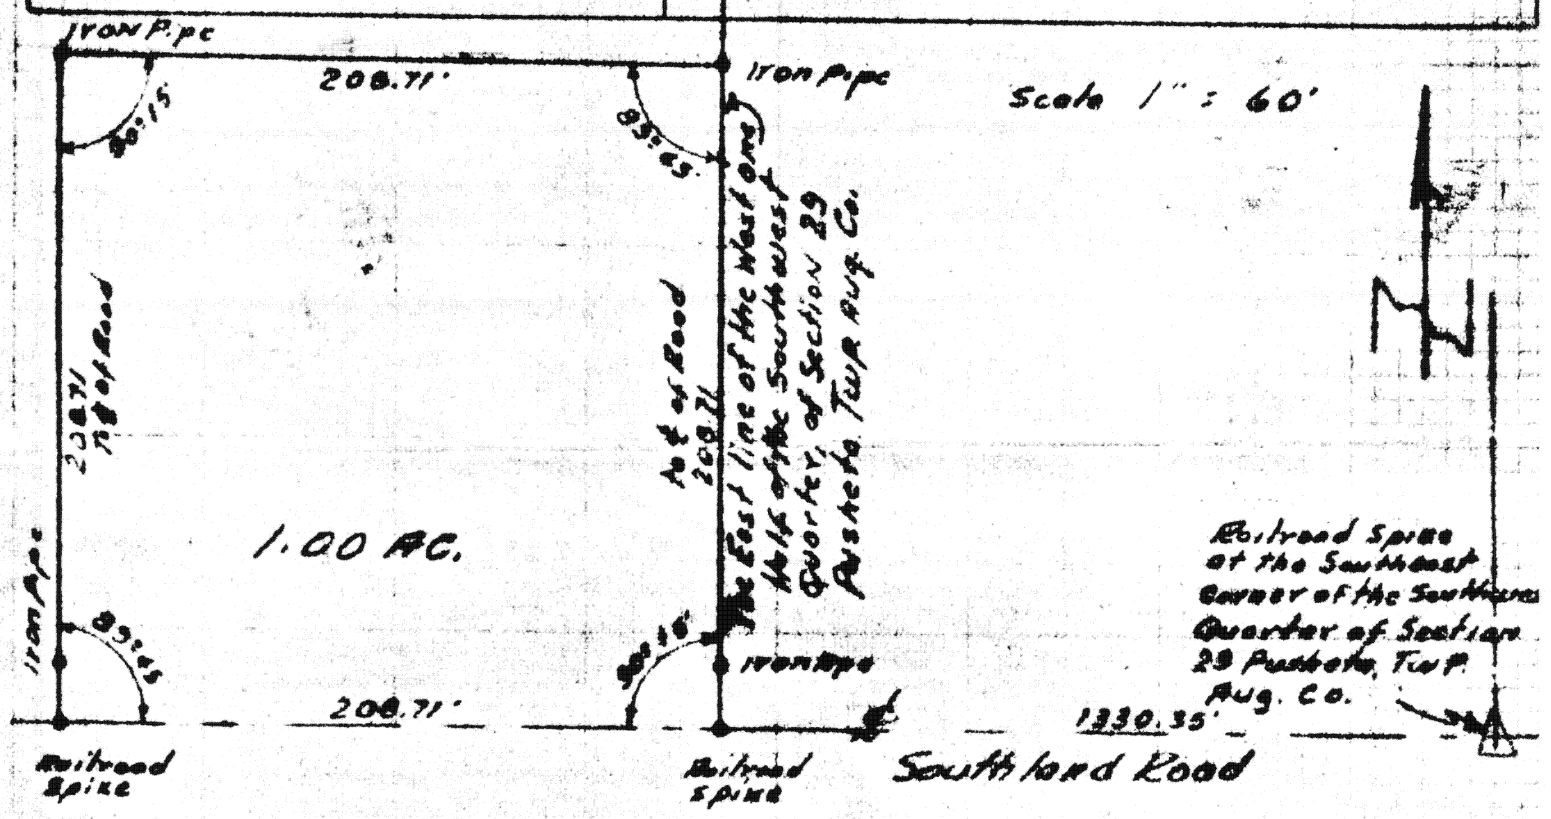 Iron Pipe
208.71'
Iron Pipe
Scale 1" = 60'
90°15'
89°45'
The East line of the West one
Half of the Southwest
Quarter, of Section 29
Pusheta Twp. Aug. Co.
208.71
To ℄ of Road
To ℄ of Road
208.71
N
1.00 AC.
Iron Pipe
89°45'
90°15'
Iron Pipe
Railroad Spike
at the Southeast
Corner of the Southwest
Quarter of Section
29 Pusheta, Twp.
Aug. Co.
208.71'
℄
1330.35'
Southland Road
Railroad
Spike
Railroad
Spike